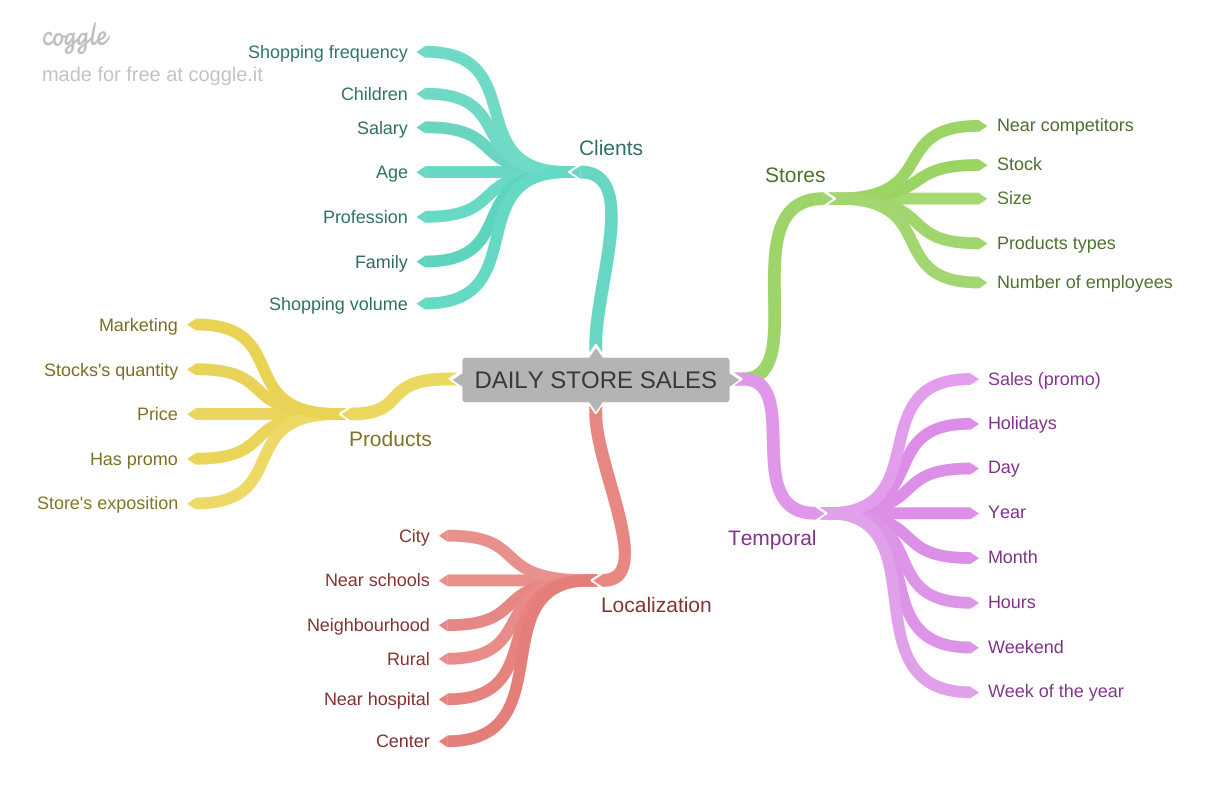 coggle
made for free at coggle.it
Shopping frequency
Children
Salary
Age
Profession
Family
Shopping volume
Clients
Stores
Near competitors
Stock
Size
Products types
Number of employees
Marketing
Stocks's quantity
Price
Has promo
Store's exposition
Products
DAILY STORE SALES
Sales (promo)
Holidays
Day
Year
Month
Hours
Weekend
Week of the year
Temporal
City
Near schools
Neighbourhood
Rural
Near hospital
Center
Localization